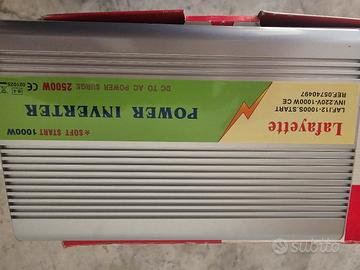 Lafayette
LAF.I12-1000S.START
INV.220V-1000W CE
REF.05740497
POWER INVERTER
DC TO AC POWER SURGE 2500W CE
★SOFT START 1000W
subito